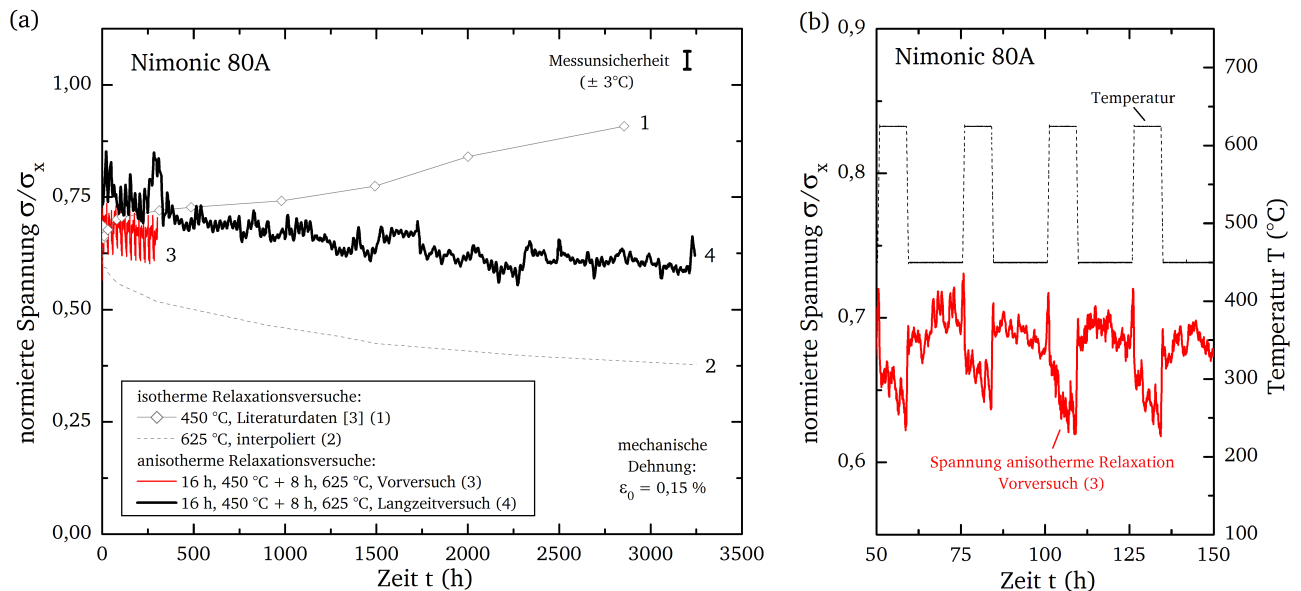 (a)
Nimonic 80A
Messunsicherheit
(± 3°C)
1
3
4
2
isotherme Relaxationsversuche:
450 °C, Literaturdaten [3] (1)
625 °C, interpoliert (2)
anisotherme Relaxationsversuche:
16 h, 450 °C + 8 h, 625 °C, Vorversuch (3)
16 h, 450 °C + 8 h, 625 °C, Langzeitversuch (4)
mechanische
Dehnung:
ε0 = 0,15 %
normierte Spannung σ/σx
1,00
0,75
0,50
0,25
0,00
0 500 1000 1500 2000 2500 3000 3500
Zeit t (h)
(b)
Nimonic 80A
Temperatur
Spannung anisotherme Relaxation
Vorversuch (3)
normierte Spannung σ/σx
0,9
0,8
0,7
0,6
Temperatur T (°C)
700
600
500
400
300
200
100
50 75 100 125 150
Zeit t (h)